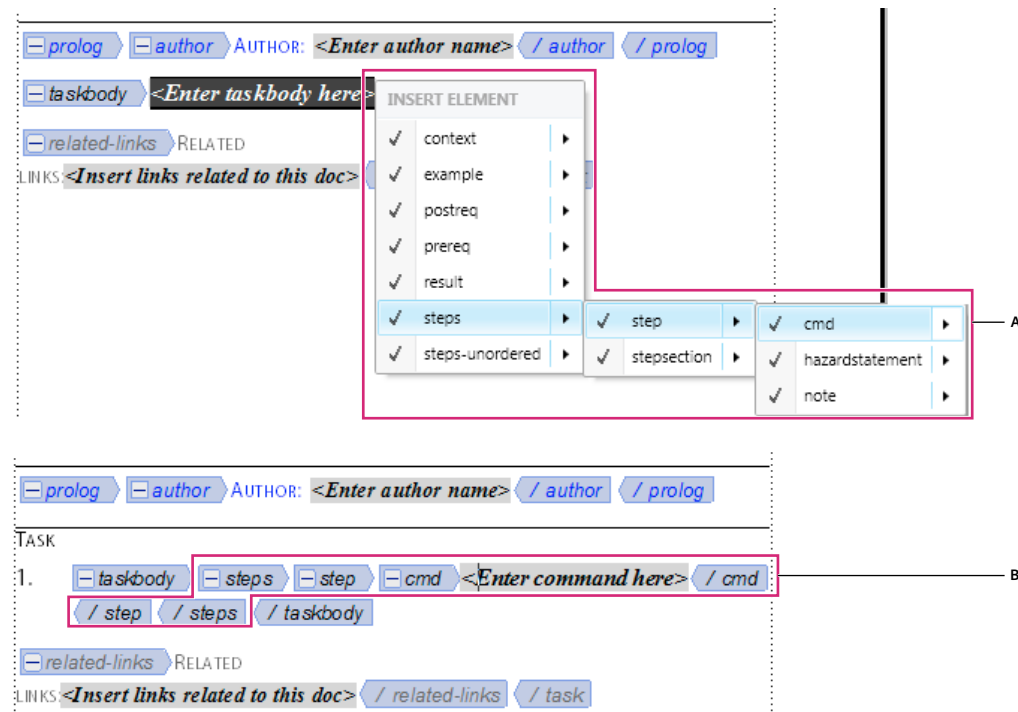 prolog author AUTHOR: <Enter author name> / author / prolog
taskbody <Enter taskbody here>
INSERT ELEMENT
context
example
postreq
prereq
result
steps
steps-unordered
step
stepsection
cmd
hazardstatement
note
A
related-links RELATED
LINKS:<Insert links related to this doc>
prolog author AUTHOR: <Enter author name> / author / prolog
TASK
1. taskbody steps step cmd <Enter command here> / cmd
B
/ step / steps / taskbody
related-links RELATED
LINKS:<Insert links related to this doc> / related-links / task